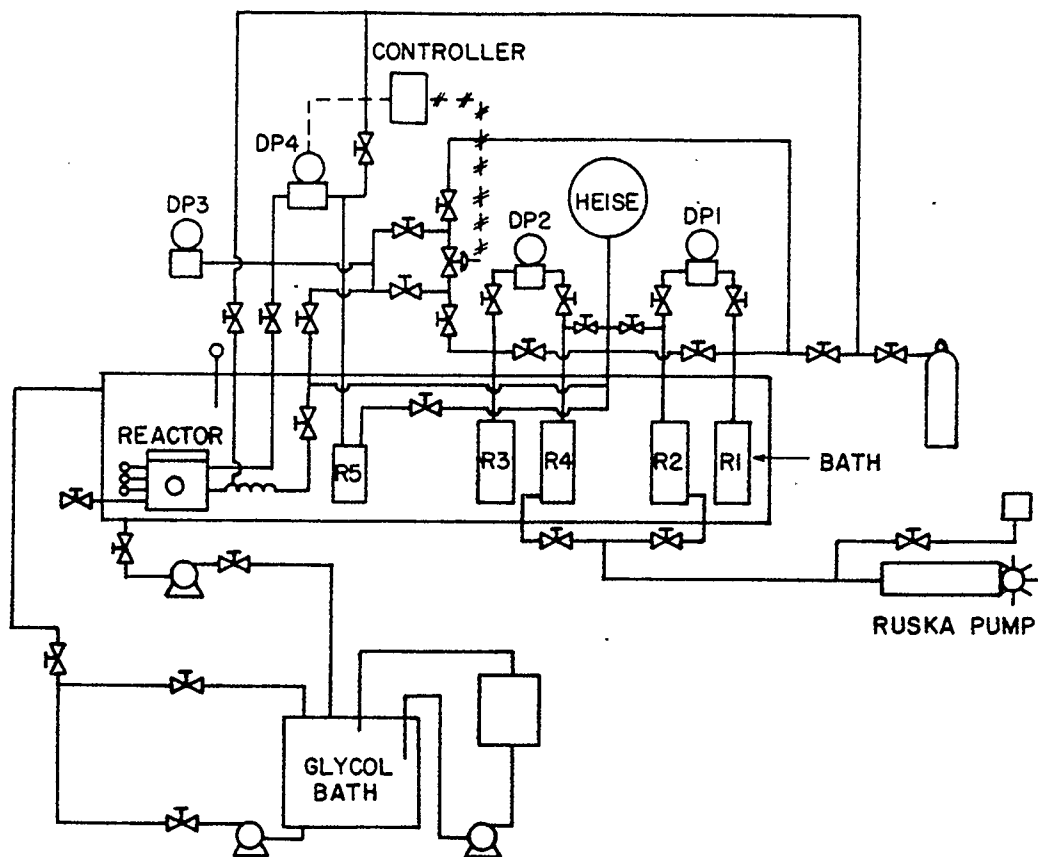 CONTROLLER
DP4
HEISE
DP3
DP2
DP1
REACTOR
R5
R3
R4
R2
R1
BATH
RUSKA PUMP
GLYCOL
BATH